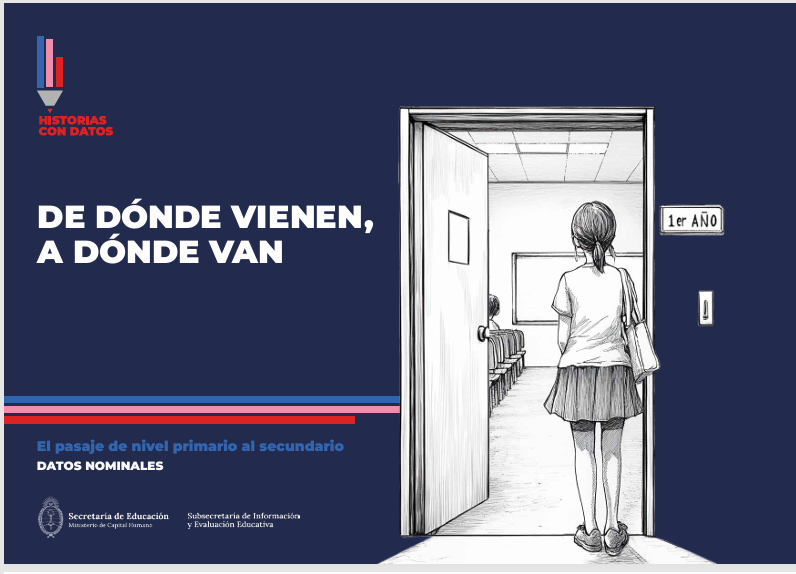 HISTORIAS
CON DATOS
DE DÓNDE VIENEN,
A DÓNDE VAN
1er AÑO
El pasaje de nivel primario al secundario
DATOS NOMINALES
Secretaría de Educación
Ministerio de Capital Humano
Subsecretaría de Información
y Evaluación Educativa